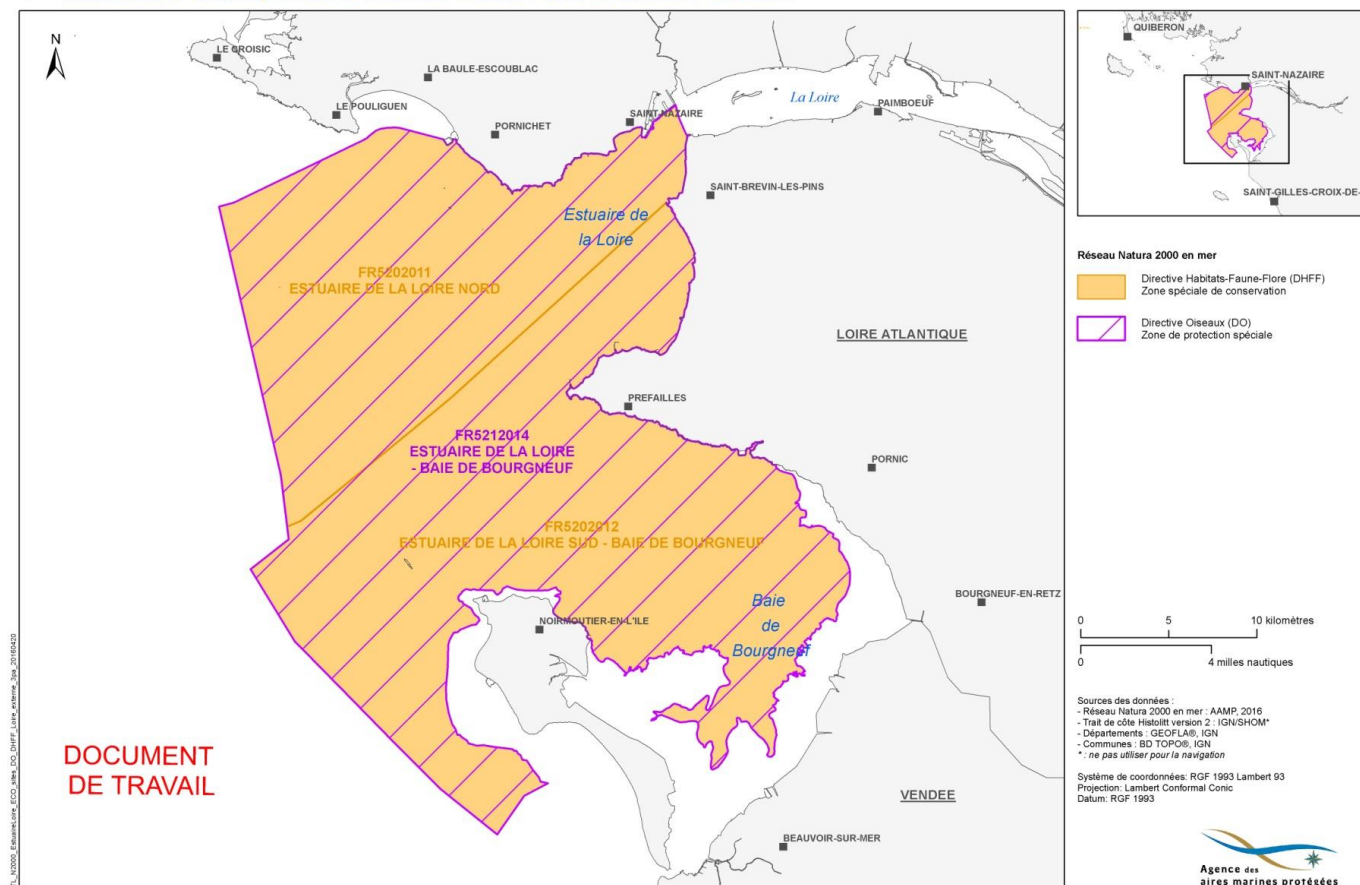 N
LE CROISIC
LA BAULE-ESCOUBLAC
LE POULIGUEN
PORNICHET
SAINT-NAZAIRE
La Loire
PAIMBOEUF
SAINT-BREVIN-LES-PINS
Estuaire de
la Loire
FR5202011
ESTUAIRE DE LA LOIRE NORD
LOIRE ATLANTIQUE
PREFAILLES
FR5212014
ESTUAIRE DE LA LOIRE
- BAIE DE BOURGNEUF
PORNIC
FR5202012
ESTUAIRE DE LA LOIRE SUD - BAIE DE BOURGNEUF
BOURGNEUF-EN-RETZ
Baie
de
Bourgneuf
NOIRMOUTIER-EN-L'ILE
DOCUMENT
DE TRAVAIL
VENDEE
BEAUVOIR-SUR-MER
QUIBERON
SAINT-NAZAIRE
SAINT-GILLES-CROIX-DE-
Réseau Natura 2000 en mer
Directive Habitats-Faune-Flore (DHFF)
Zone spéciale de conservation
Directive Oiseaux (DO)
Zone de protection spéciale
0 5 10 kilomètres
0 4 milles nautiques
Sources des données :
- Réseau Natura 2000 en mer : AAMP, 2016
- Trait de côte Histolitt version 2 : IGN/SHOM*
- Départements : GEOFLA®, IGN
- Communes : BD TOPO®, IGN
* : ne pas utiliser pour la navigation
Système de coordonnées: RGF 1993 Lambert 93
Projection: Lambert Conformal Conic
Datum: RGF 1993
Agence des
aires marines protégées